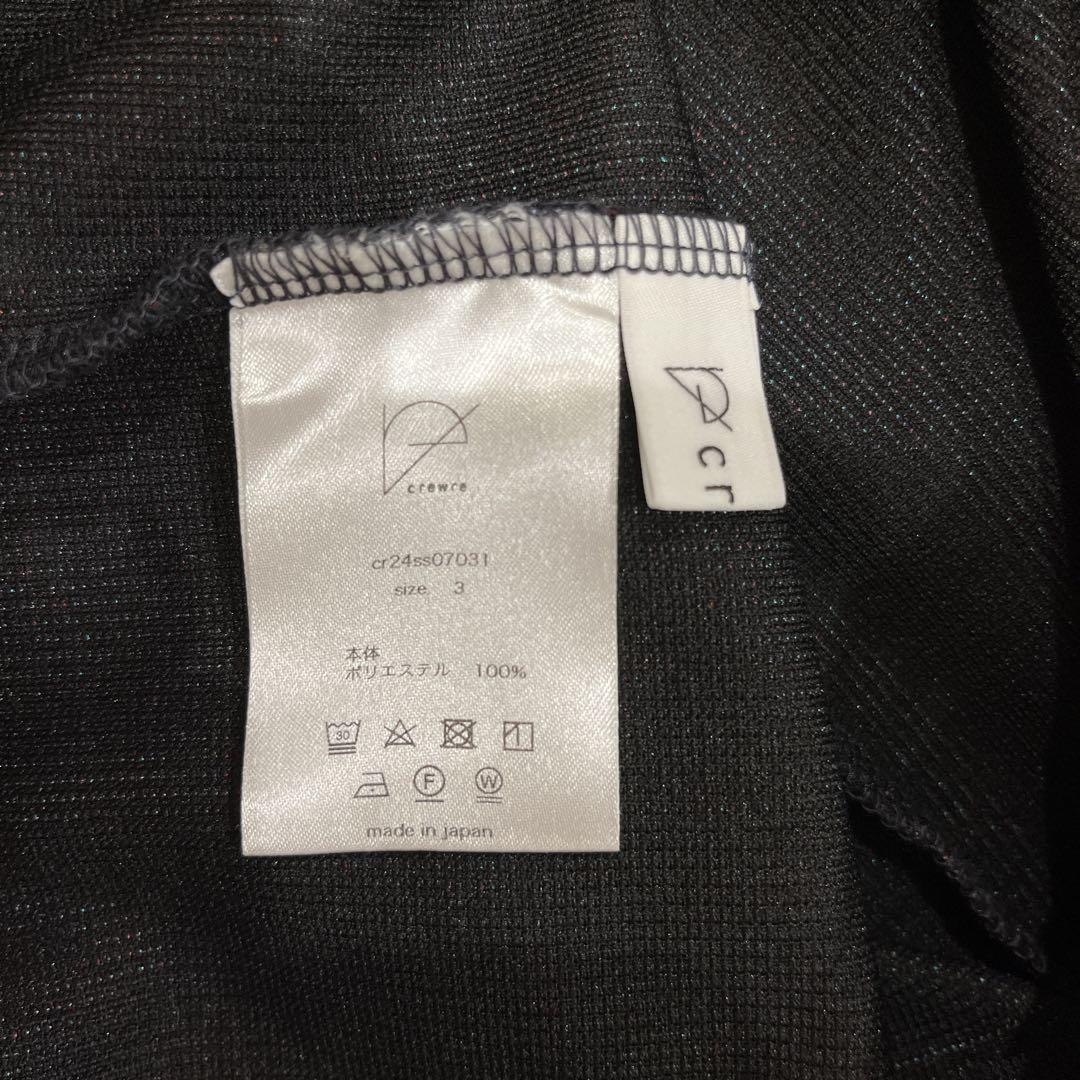 crewre
cr24ss07031
size 3
本体
ポリエステル 100%
30
F
W
made in japan
cr